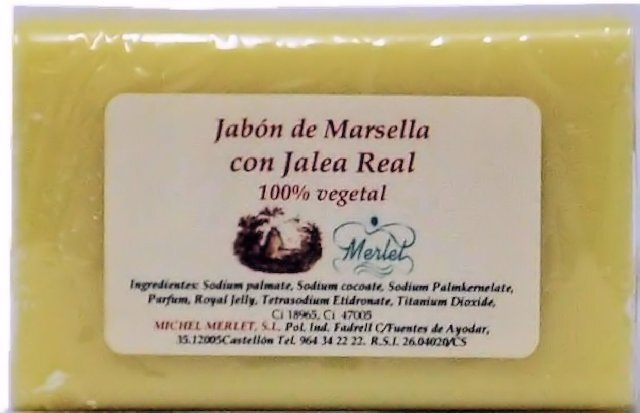 Jabón de Marsella
con Jalea Real
100% vegetal
Merlet
Ingredientes: Sodium palmate, Sodium cocoate, Sodium Palmkernelate,
Parfum, Royal Jelly, Tetrasodium Etidronate, Titanium Dioxide,
Ci 18965, Ci 47005
MICHEL MERLET, S.L. Pol. Ind. Fadrell C/Fuentes de Ayodar,
35.12005Castellón Tel. 964 34 22 22. R.S.I. 26.04020/CS